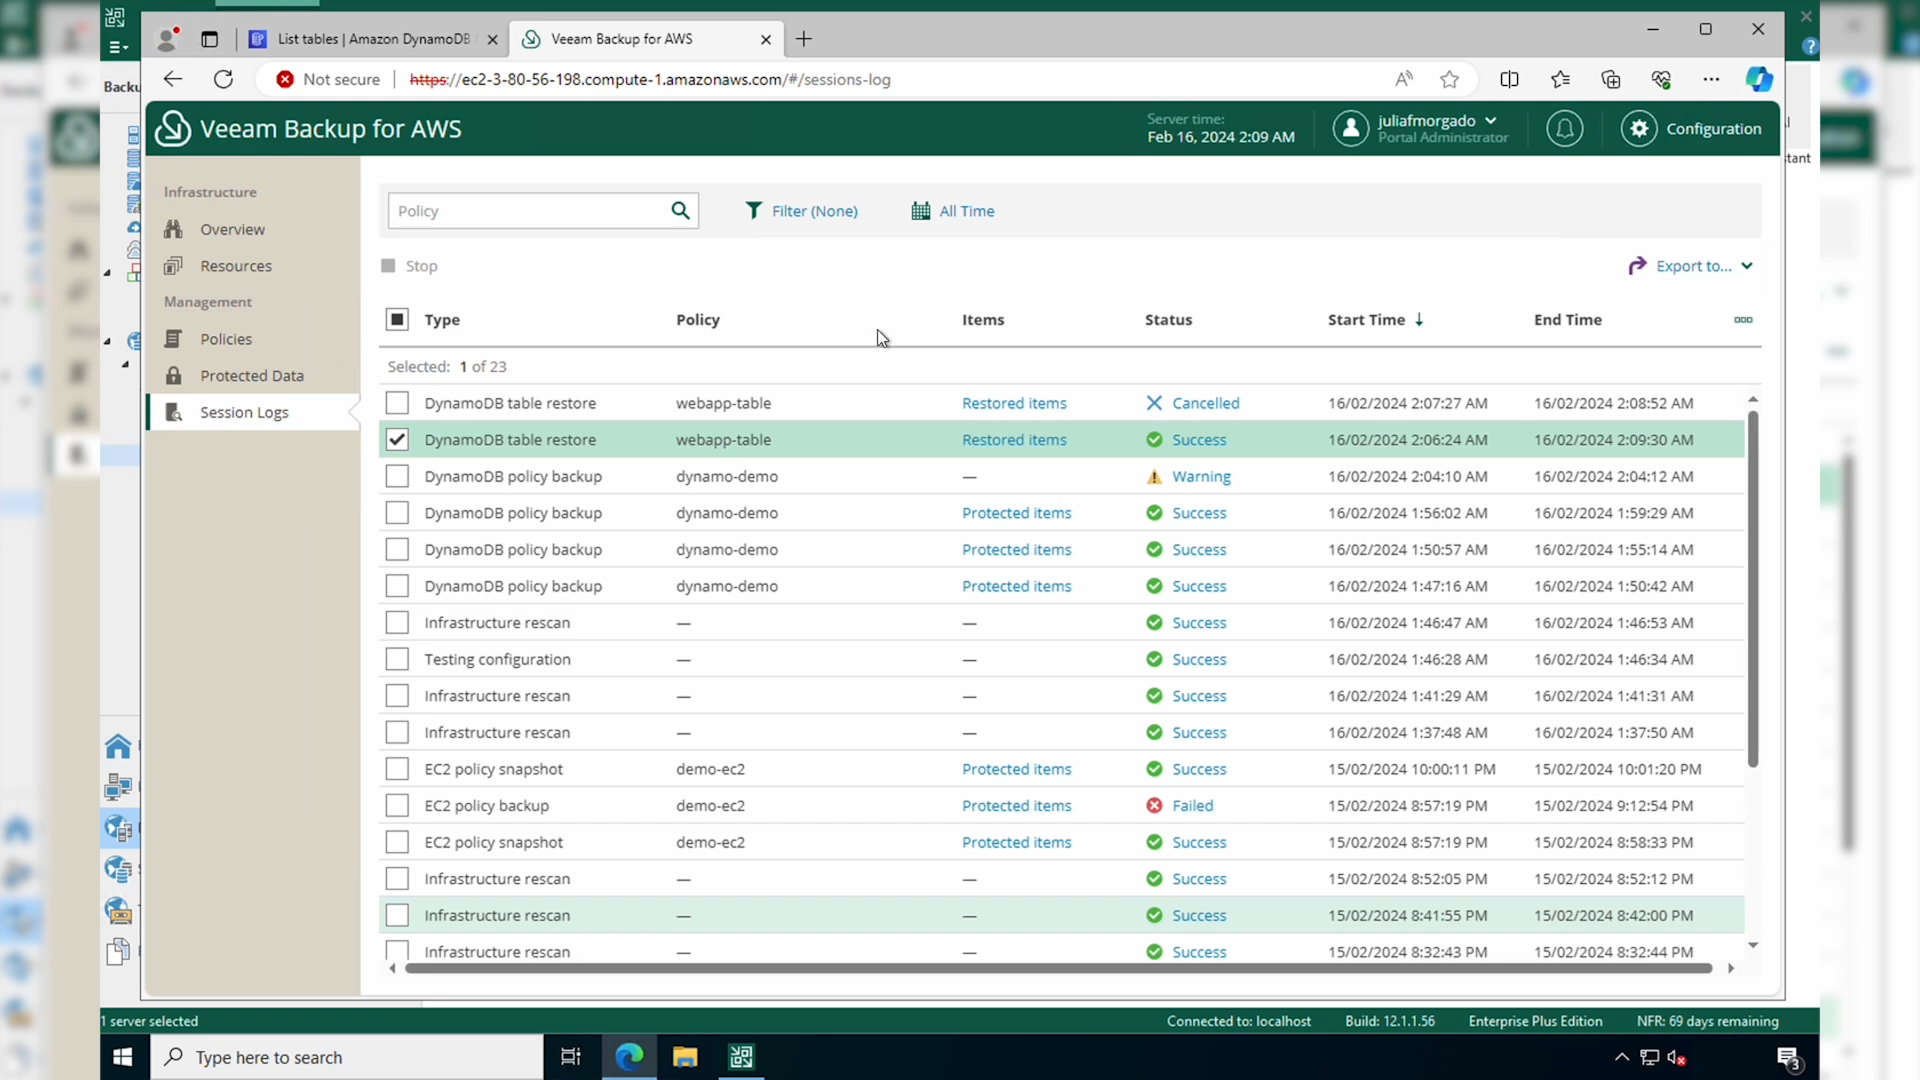 List tables | Amazon DynamoDB
Veeam Backup for AWS
Backu
Not secure
https://ec2-3-80-56-198.compute-1.amazonaws.com/#/sessions-log
Veeam Backup for AWS
Server time:
Feb 16, 2024 2:09 AM
juliafmorgado
Portal Administrator
Configuration
tant
Infrastructure
Overview
Resources
Management
Policies
Protected Data
Session Logs
Policy
Filter (None)
All Time
Stop
Export to...
Type Policy Items Status Start Time End Time
Selected: 1 of 23
DynamoDB table restore webapp-table Restored items Cancelled 16/02/2024 2:07:27 AM 16/02/2024 2:08:52 AM
DynamoDB table restore webapp-table Restored items Success 16/02/2024 2:06:24 AM 16/02/2024 2:09:30 AM
DynamoDB policy backup dynamo-demo — Warning 16/02/2024 2:04:10 AM 16/02/2024 2:04:12 AM
DynamoDB policy backup dynamo-demo Protected items Success 16/02/2024 1:56:02 AM 16/02/2024 1:59:29 AM
DynamoDB policy backup dynamo-demo Protected items Success 16/02/2024 1:50:57 AM 16/02/2024 1:55:14 AM
DynamoDB policy backup dynamo-demo Protected items Success 16/02/2024 1:47:16 AM 16/02/2024 1:50:42 AM
Infrastructure rescan — — Success 16/02/2024 1:46:47 AM 16/02/2024 1:46:53 AM
Testing configuration — — Success 16/02/2024 1:46:28 AM 16/02/2024 1:46:34 AM
Infrastructure rescan — — Success 16/02/2024 1:41:29 AM 16/02/2024 1:41:31 AM
Infrastructure rescan — — Success 16/02/2024 1:37:48 AM 16/02/2024 1:37:50 AM
EC2 policy snapshot demo-ec2 Protected items Success 15/02/2024 10:00:11 PM 15/02/2024 10:01:20 PM
EC2 policy backup demo-ec2 Protected items Failed 15/02/2024 8:57:19 PM 15/02/2024 9:12:54 PM
EC2 policy snapshot demo-ec2 Protected items Success 15/02/2024 8:57:19 PM 15/02/2024 8:58:33 PM
Infrastructure rescan — — Success 15/02/2024 8:52:05 PM 15/02/2024 8:52:12 PM
Infrastructure rescan — — Success 15/02/2024 8:41:55 PM 15/02/2024 8:42:00 PM
Infrastructure rescan — — Success 15/02/2024 8:32:43 PM 15/02/2024 8:32:44 PM
1 server selected
Connected to: localhost
Build: 12.1.1.56
Enterprise Plus Edition
NFR: 69 days remaining
Type here to search
3